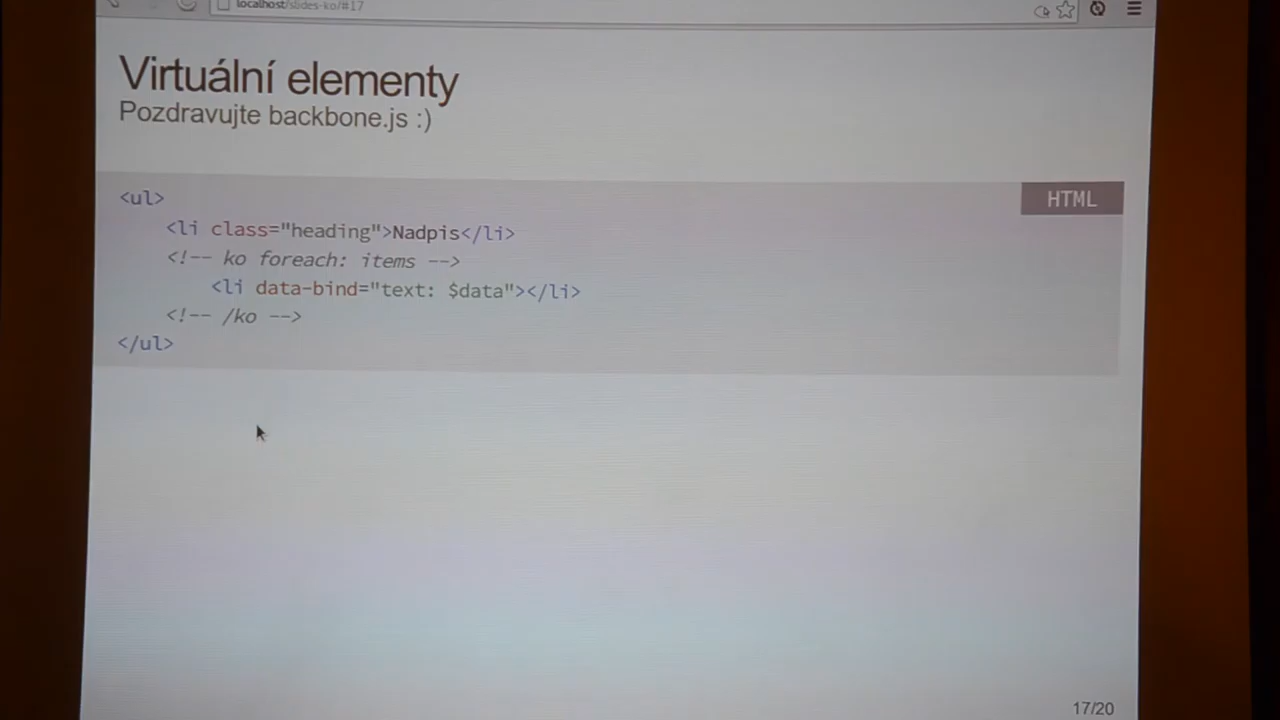 localhost/slides-ko/#17
Virtuální elementy
Pozdravujte backbone.js :)
HTML
<ul>
<li class="heading">Nadpis</li>
<!-- ko foreach: items -->
<li data-bind="text: $data"></li>
<!-- /ko -->
</ul>
17/20